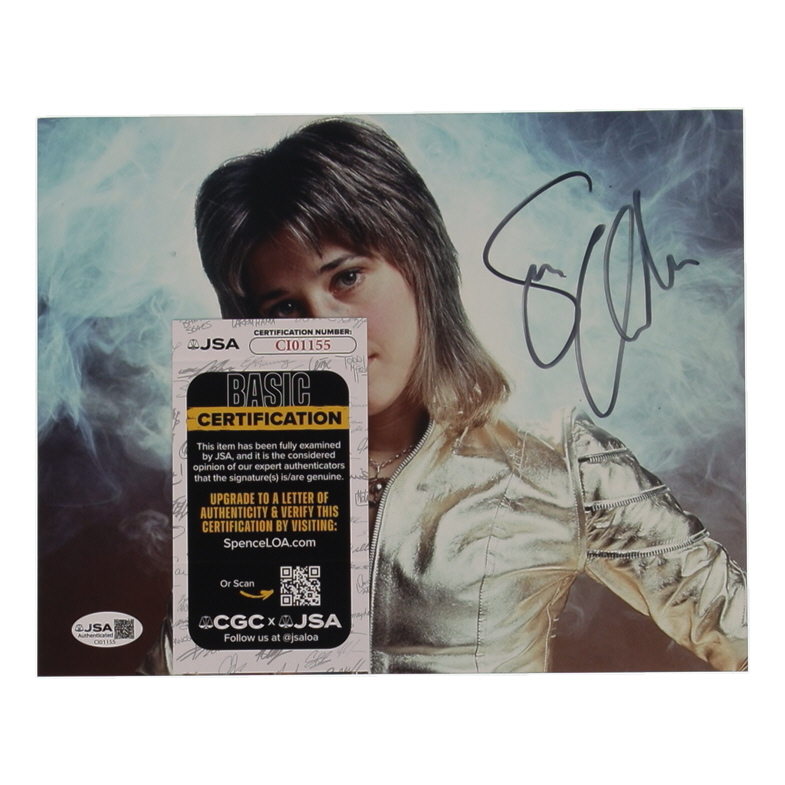 JSA
CERTIFICATION NUMBER:
CI01155
BASIC
CERTIFICATION
This item has been fully examined
by JSA, and it is the considered
opinion of our expert authenticators
that the signature(s) is/are genuine.
UPGRADE TO A LETTER OF
AUTHENTICITY & VERIFY THIS
CERTIFICATION BY VISITING:
SpenceLOA.com
Or Scan
CGC x JSA
Follow us at @jsaloa
JSA
Authenticated
CI01155